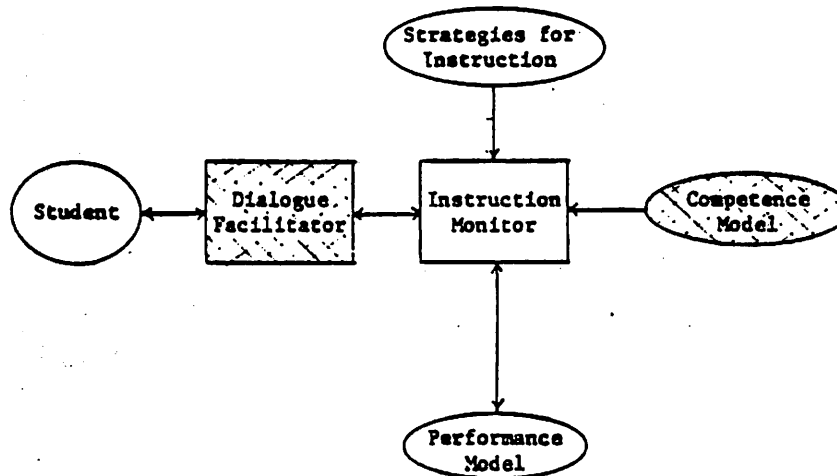 Strategies for
Instruction
Student
Dialogue
Facilitator
Instruction
Monitor
Competence
Model
Performance
Model